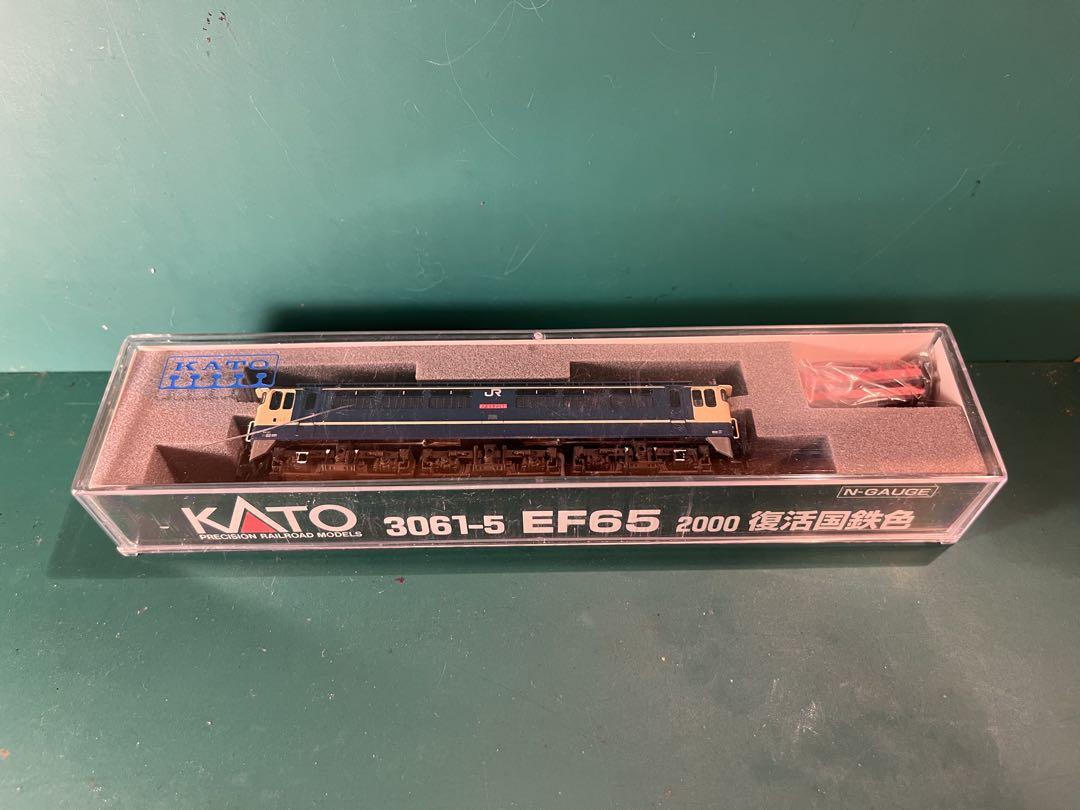 KATO
JR
N-GAUGE
KATO 3061-5 EF65 2000 復活国鉄色
PRECISION RAILROAD MODELS